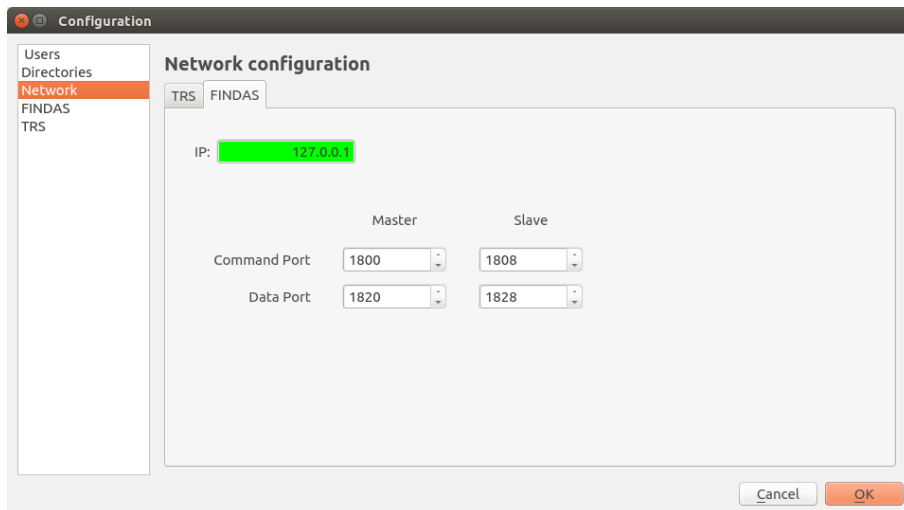 Configuration
Users
Directories
Network
FINDAS
TRS
Network configuration
TRS FINDAS
IP: 127.0.0.1
Master Slave
Command Port 1800 1808
Data Port 1820 1828
Cancel OK